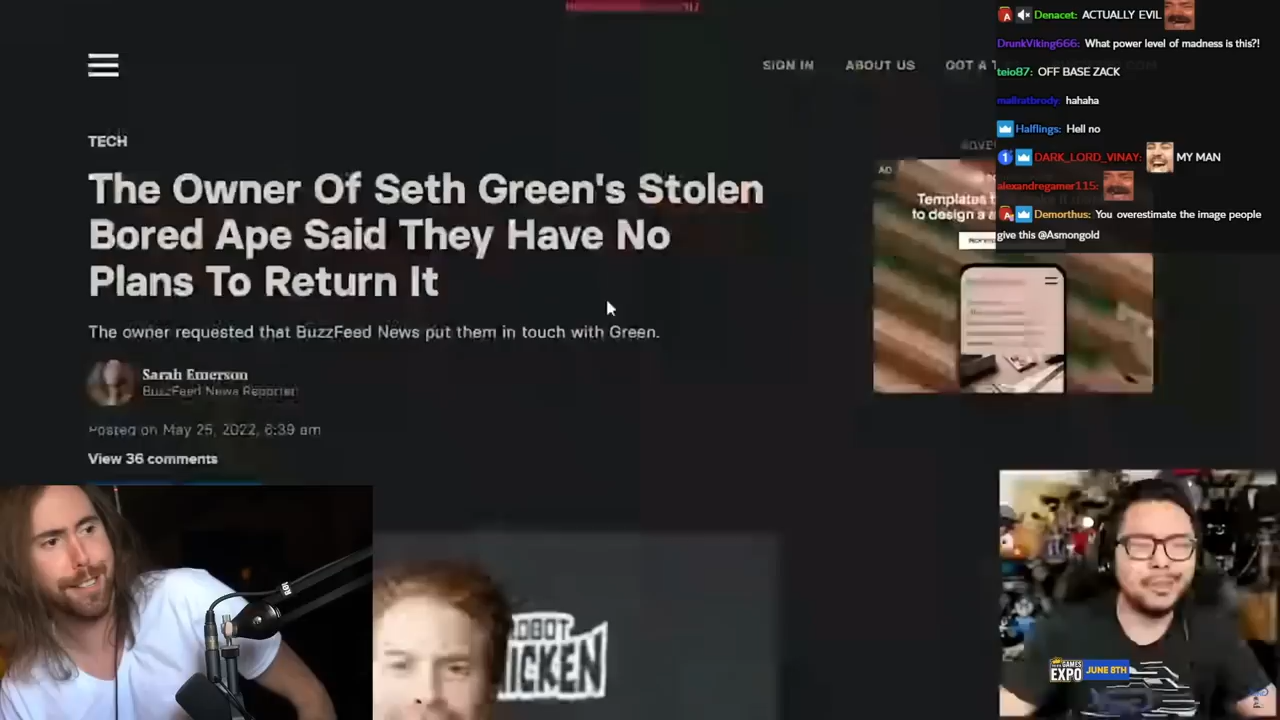 SIGN IN
ABOUT US
TECH
The Owner Of Seth Green's Stolen
Bored Ape Said They Have No
Plans To Return It
The owner requested that BuzzFeed News put them in touch with Green.
Sarah Emerson
BuzzFeed News Reporter
Posted on May 25, 2022, 6:39 am
View 36 comments
AD
Templates
to design a
Denacet: ACTUALLY EVIL
DrunkViking666: What power level of madness is this?!
teio87: OFF BASE ZACK
mallratbrody: hahaha
Halflings: Hell no
DARK_LORD_VINAY: MY MAN
alexandregamer115:
Demorthus: You overestimate the image people
give this @Asmongold
ROBOT
CHICKEN
GAMES
EXPO JUNE 8TH